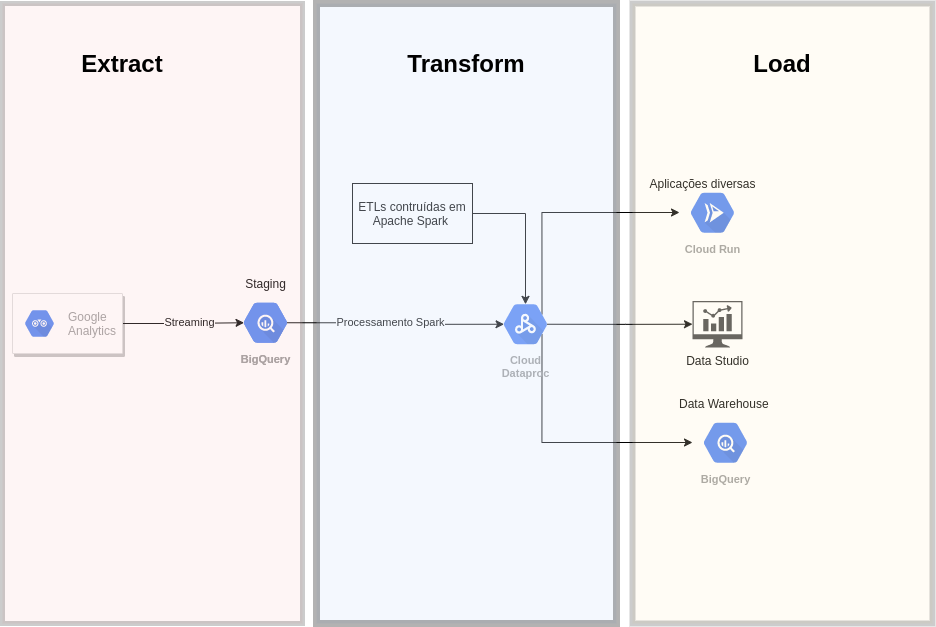 Extract
Transform
Load
Google
Analytics
Streaming
Staging
BigQuery
Processamento Spark
ETLs contruídas em
Apache Spark
Cloud
Dataproc
Aplicações diversas
Cloud Run
Data Studio
Data Warehouse
BigQuery